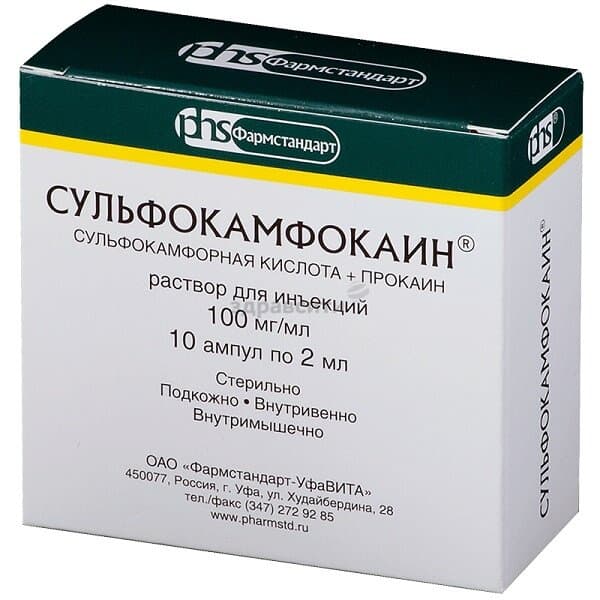 phs Фармстандарт
phs Фармстандарт
phs®
СУЛЬФОКАМФОКАИН®
СУЛЬФОКАМФОРНАЯ КИСЛОТА + ПРОКАИН
раствор для инъекций
здравсити
100 мг/мл
10 ампул по 2 мл
Стерильно
Подкожно • Внутривенно
Внутримышечно
ОАО «Фармстандарт-УфаВИТА»
450077, Россия, г. Уфа, ул. Худайбердина, 28
тел./факс (347) 272 92 85
www.pharmstd.ru
СУЛЬФОКАМФОКАИН®